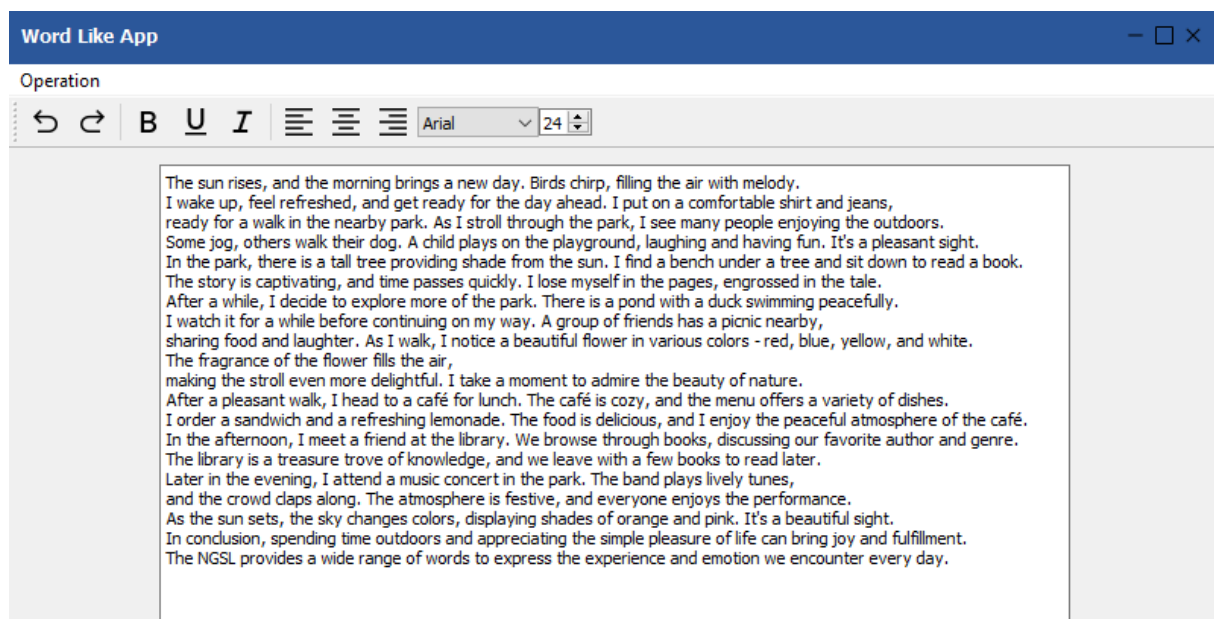 Word Like App
Operation
B U I Arial 24
The sun rises, and the morning brings a new day. Birds chirp, filling the air with melody.
I wake up, feel refreshed, and get ready for the day ahead. I put on a comfortable shirt and jeans,
ready for a walk in the nearby park. As I stroll through the park, I see many people enjoying the outdoors.
Some jog, others walk their dog. A child plays on the playground, laughing and having fun. It's a pleasant sight.
In the park, there is a tall tree providing shade from the sun. I find a bench under a tree and sit down to read a book.
The story is captivating, and time passes quickly. I lose myself in the pages, engrossed in the tale.
After a while, I decide to explore more of the park. There is a pond with a duck swimming peacefully.
I watch it for a while before continuing on my way. A group of friends has a picnic nearby,
sharing food and laughter. As I walk, I notice a beautiful flower in various colors - red, blue, yellow, and white.
The fragrance of the flower fills the air,
making the stroll even more delightful. I take a moment to admire the beauty of nature.
After a pleasant walk, I head to a café for lunch. The café is cozy, and the menu offers a variety of dishes.
I order a sandwich and a refreshing lemonade. The food is delicious, and I enjoy the peaceful atmosphere of the café.
In the afternoon, I meet a friend at the library. We browse through books, discussing our favorite author and genre.
The library is a treasure trove of knowledge, and we leave with a few books to read later.
Later in the evening, I attend a music concert in the park. The band plays lively tunes,
and the crowd claps along. The atmosphere is festive, and everyone enjoys the performance.
As the sun sets, the sky changes colors, displaying shades of orange and pink. It's a beautiful sight.
In conclusion, spending time outdoors and appreciating the simple pleasure of life can bring joy and fulfillment.
The NGSL provides a wide range of words to express the experience and emotion we encounter every day.